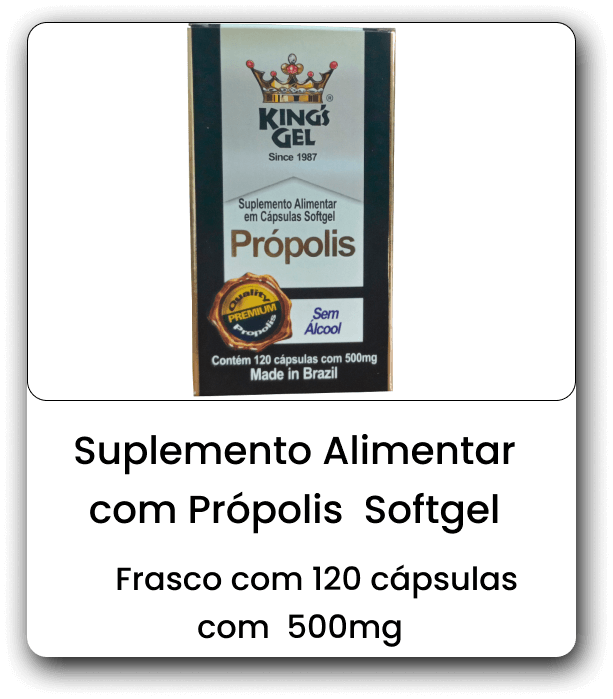 KING'S
GEL
®
Since 1987
Suplemento Alimentar
em Cápsulas Softgel
Própolis
Quality
PREMIUM
Propolis
Sem
Álcool
Contém 120 cápsulas com 500mg
Made in Brazil
Suplemento Alimentar
com Própolis Softgel
Frasco com 120 cápsulas
com 500mg